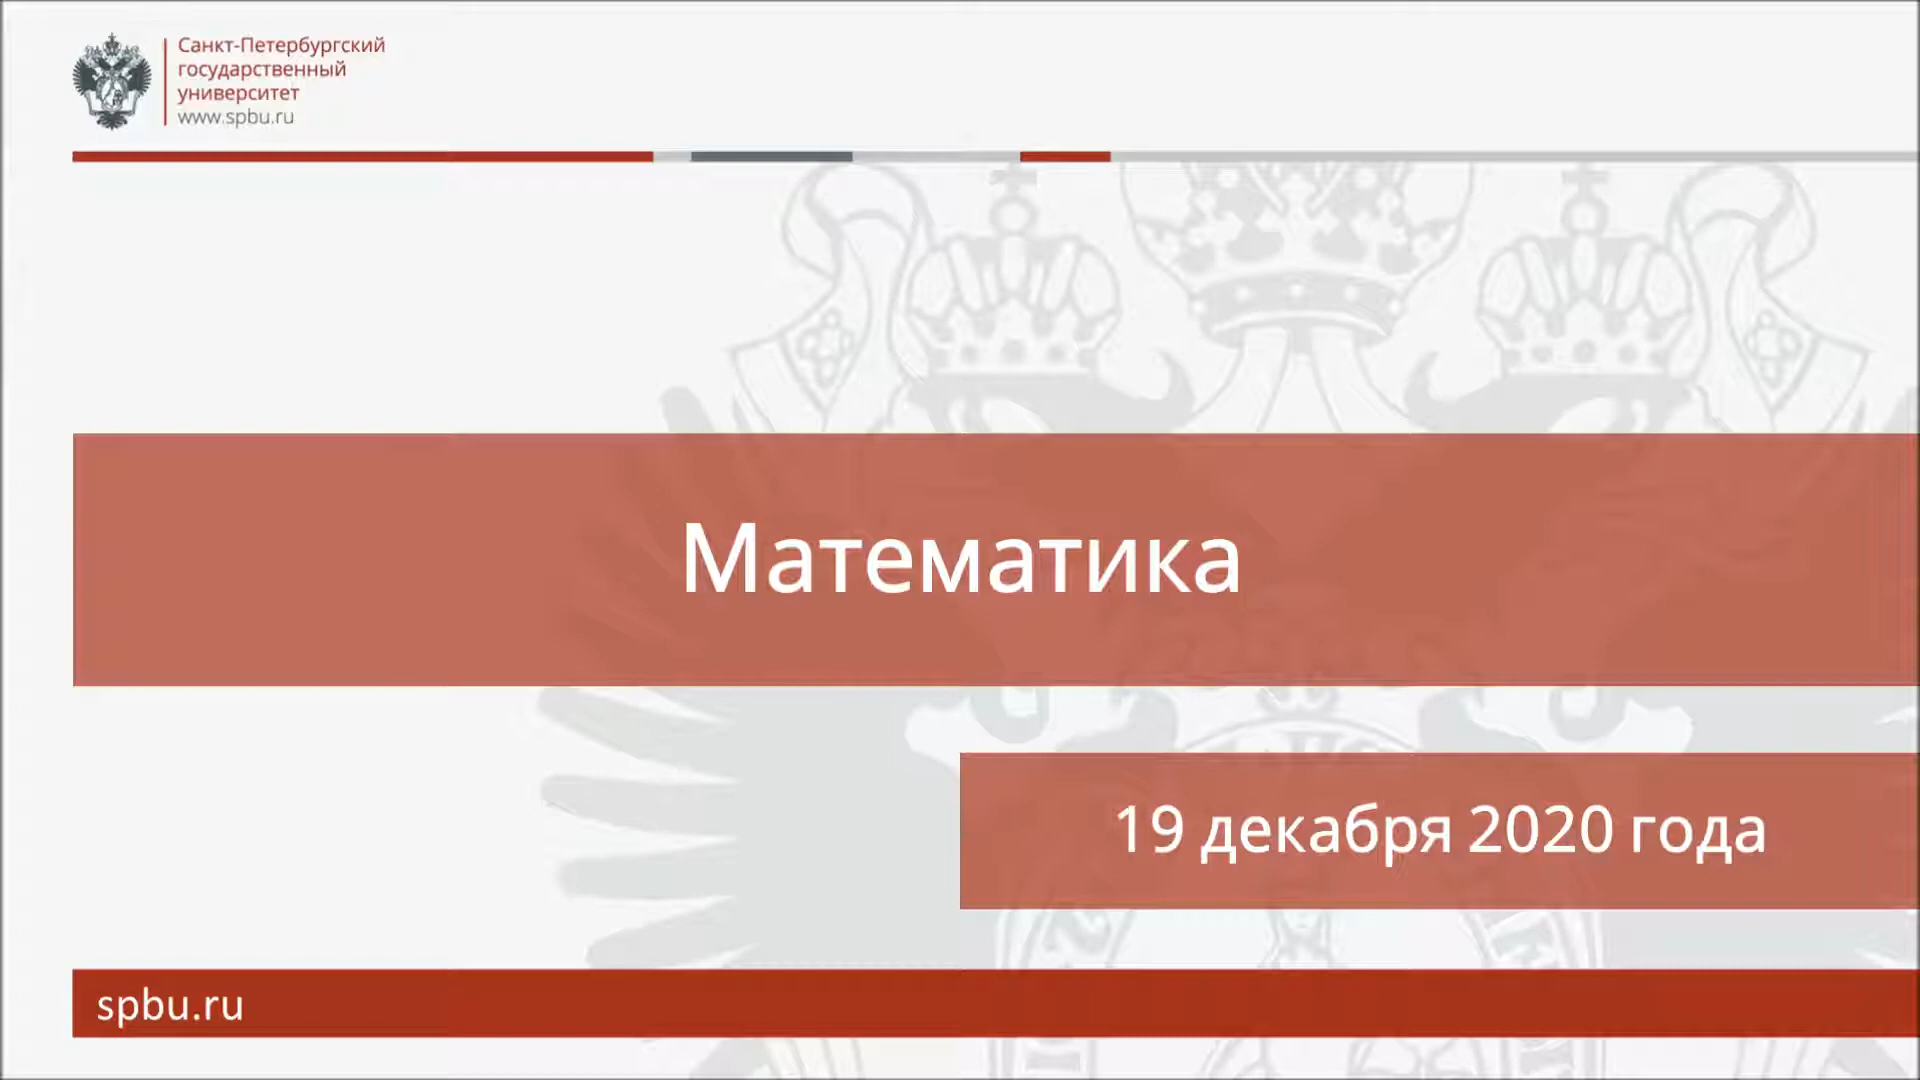 Санкт-Петербургский
государственный
университет
www.spbu.ru
Математика
19 декабря 2020 года
spbu.ru